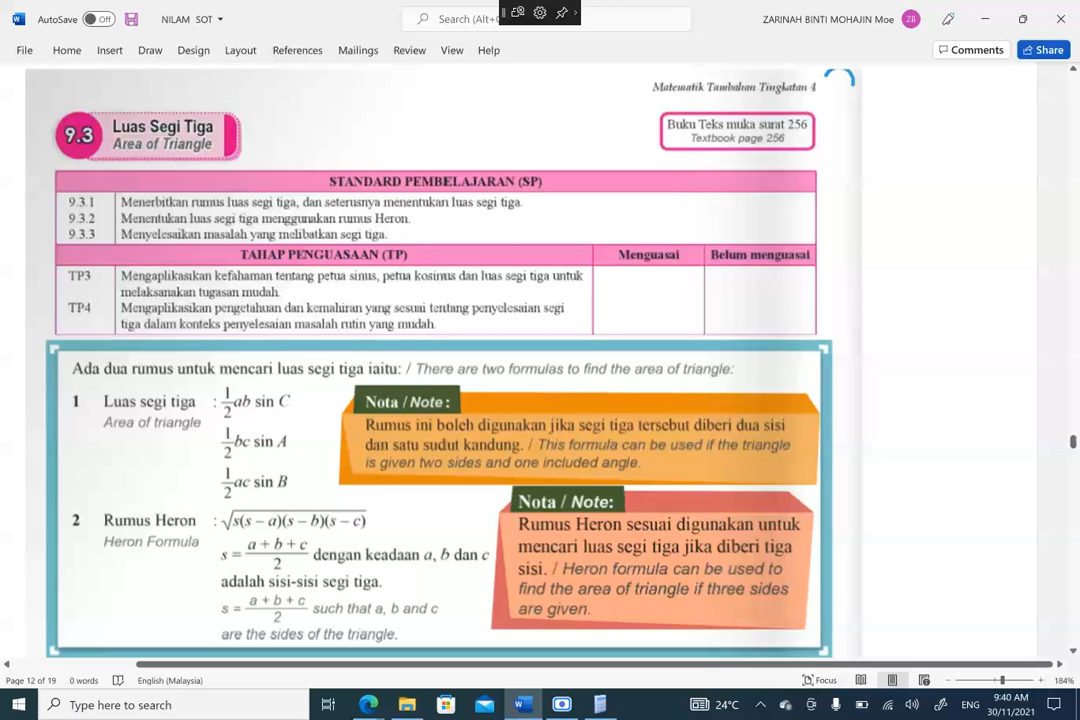 AutoSave Off NILAM SOT Search (Alt+ ZARINAH BINTI MOHAJIN Moe ZB
File Home Insert Draw Design Layout References Mailings Review View Help Comments Share
Matematik Tambahan Tingkatan 4
9.3 Luas Segi Tiga
Area of Triangle
Buku Teks muka surat 256
Textbook page 256
STANDARD PEMBELAJARAN (SP)
9.3.1 Menerbitkan rumus luas segi tiga, dan seterusnya menentukan luas segi tiga.
9.3.2 Menentukan luas segi tiga menggunakan rumus Heron.
9.3.3 Menyelesaikan masalah yang melibatkan segi tiga.
TAHAP PENGUASAAN (TP) Menguasai Belum menguasai
TP3 Mengaplikasikan kefahaman tentang petua sinus, petua kosinus dan luas segi tiga untuk
melaksanakan tugasan mudah.
TP4 Mengaplikasikan pengetahuan dan kemahiran yang sesuai tentang penyelesaian segi
tiga dalam konteks penyelesaian masalah rutin yang mudah.
Ada dua rumus untuk mencari luas segi tiga iaitu: / There are two formulas to find the area of triangle:
1 Luas segi tiga : 1/2 ab sin C
Area of triangle
1/2 bc sin A
1/2 ac sin B
Nota / Note:
Rumus ini boleh digunakan jika segi tiga tersebut diberi dua sisi
dan satu sudut kandung. / This formula can be used if the triangle
is given two sides and one included angle.
2 Rumus Heron : √s(s – a)(s – b)(s – c)
Heron Formula
s = a + b + c / 2 dengan keadaan a, b dan c
adalah sisi-sisi segi tiga.
s = a + b + c / 2 such that a, b and c
are the sides of the triangle.
Nota / Note:
Rumus Heron sesuai digunakan untuk
mencari luas segi tiga jika diberi tiga
sisi. / Heron formula can be used to
find the area of triangle if three sides
are given.
Page 12 of 19 0 words English (Malaysia) Focus 184%
Type here to search 24°C ENG 9:40 AM
30/11/2021